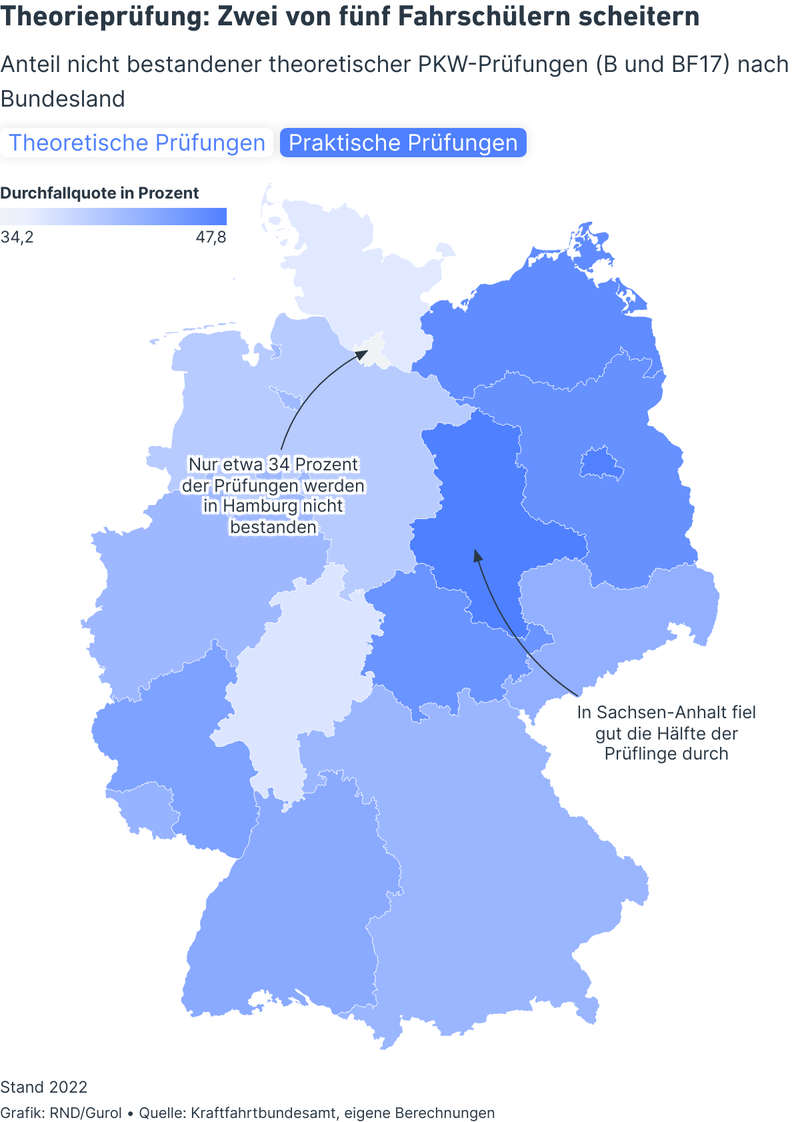 Theorieprüfung: Zwei von fünf Fahrschülern scheitern
Anteil nicht bestandener theoretischer PKW-Prüfungen (B und BF17) nach
Bundesland
Theoretische Prüfungen Praktische Prüfungen
Durchfallquote in Prozent
34,2 47,8
Nur etwa 34 Prozent
der Prüfungen werden
in Hamburg nicht
bestanden
In Sachsen-Anhalt fiel
gut die Hälfte der
Prüflinge durch
Stand 2022
Grafik: RND/Gurol • Quelle: Kraftfahrtbundesamt, eigene Berechnungen